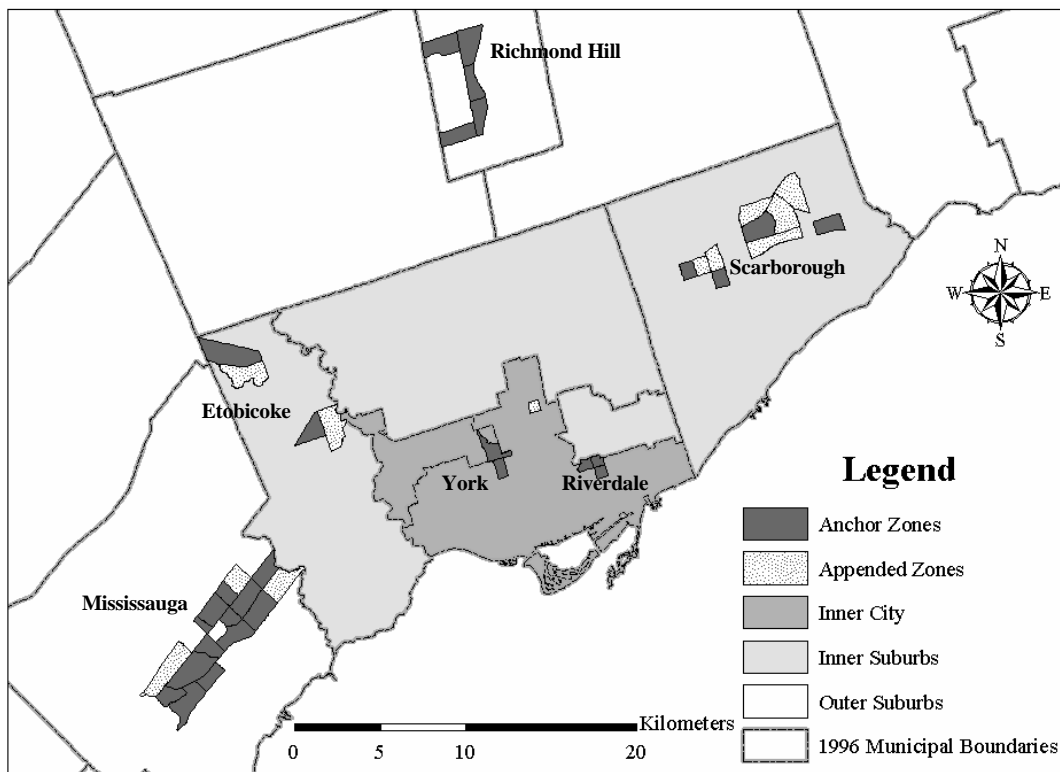 Richmond Hill
Scarborough
N
W E
S
Etobicoke
York
Riverdale
Mississauga
Legend
Anchor Zones
Appended Zones
Inner City
Inner Suburbs
Outer Suburbs
1996 Municipal Boundaries
Kilometers
0 5 10 20